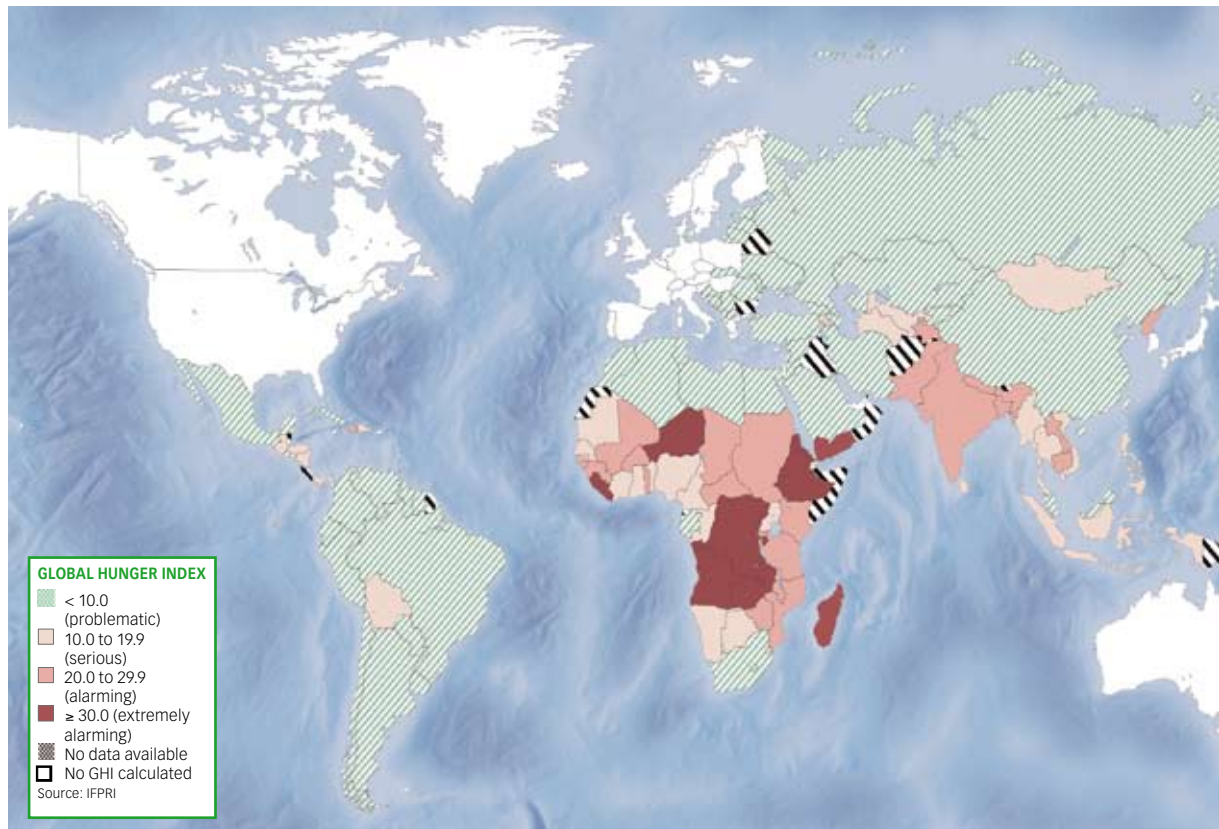 GLOBAL HUNGER INDEX
< 10.0
(problematic)
10.0 to 19.9
(serious)
20.0 to 29.9
(alarming)
≥ 30.0 (extremely
alarming)
No data available
No GHI calculated
Source: IFPRI